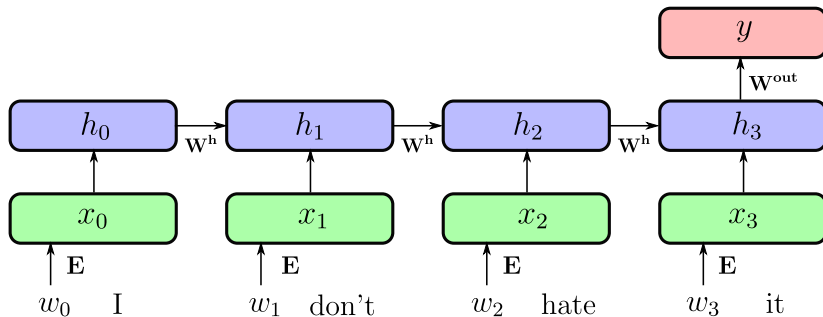 y
W^out
h_0 h_1 h_2 h_3
W^h W^h W^h
x_0 x_1 x_2 x_3
E E E E
w_0 I w_1 don't w_2 hate w_3 it